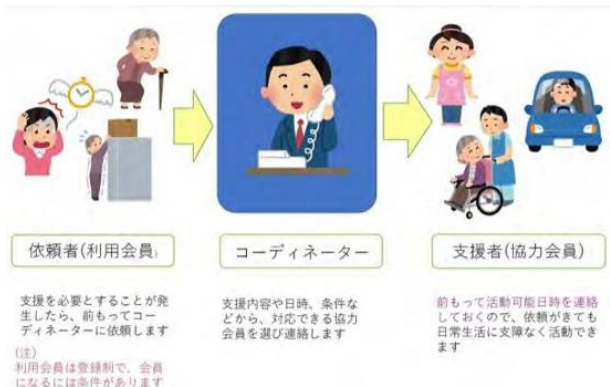 依頼者(利用会員)
コーディネーター
支援者(協力会員)
支援を必要とすることが発
生したら、前もってコー
ディネーターに依頼します
(注)
利用会員は登録制で、会員
になるには条件があります
支援内容や日時、条件な
どから、対応できる協力
会員を選び連絡します
前もって活動可能日時を連絡
しておくので、依頼がきても
日常生活に支障なく活動でき
ます